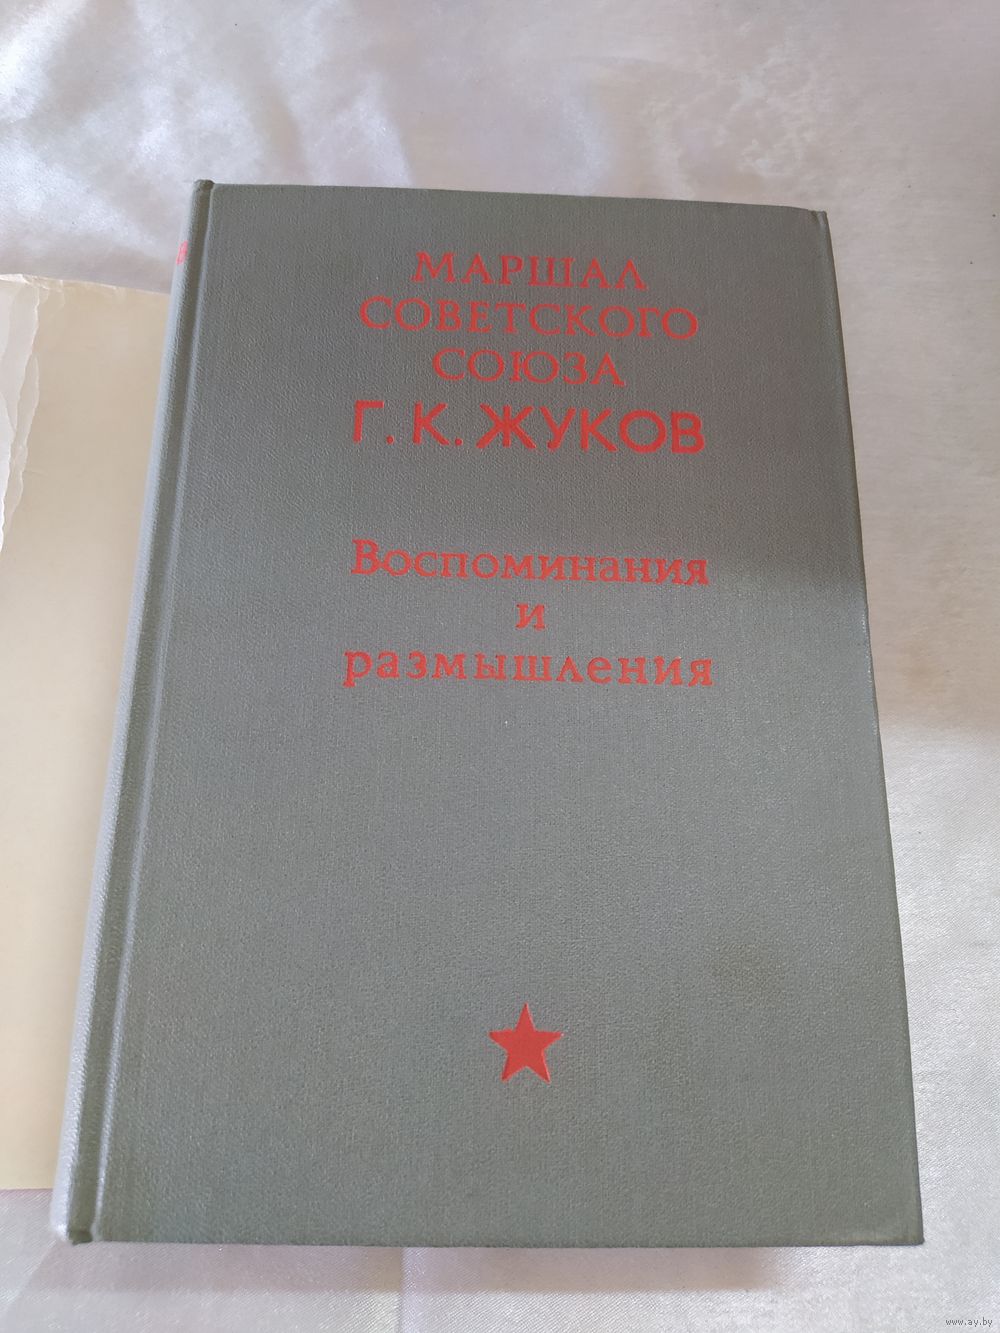 МАРШАЛ
СОВЕТСКОГО
СОЮЗА
Г. К. ЖУКОВ
Воспоминания
и
размышления
www.ay.by